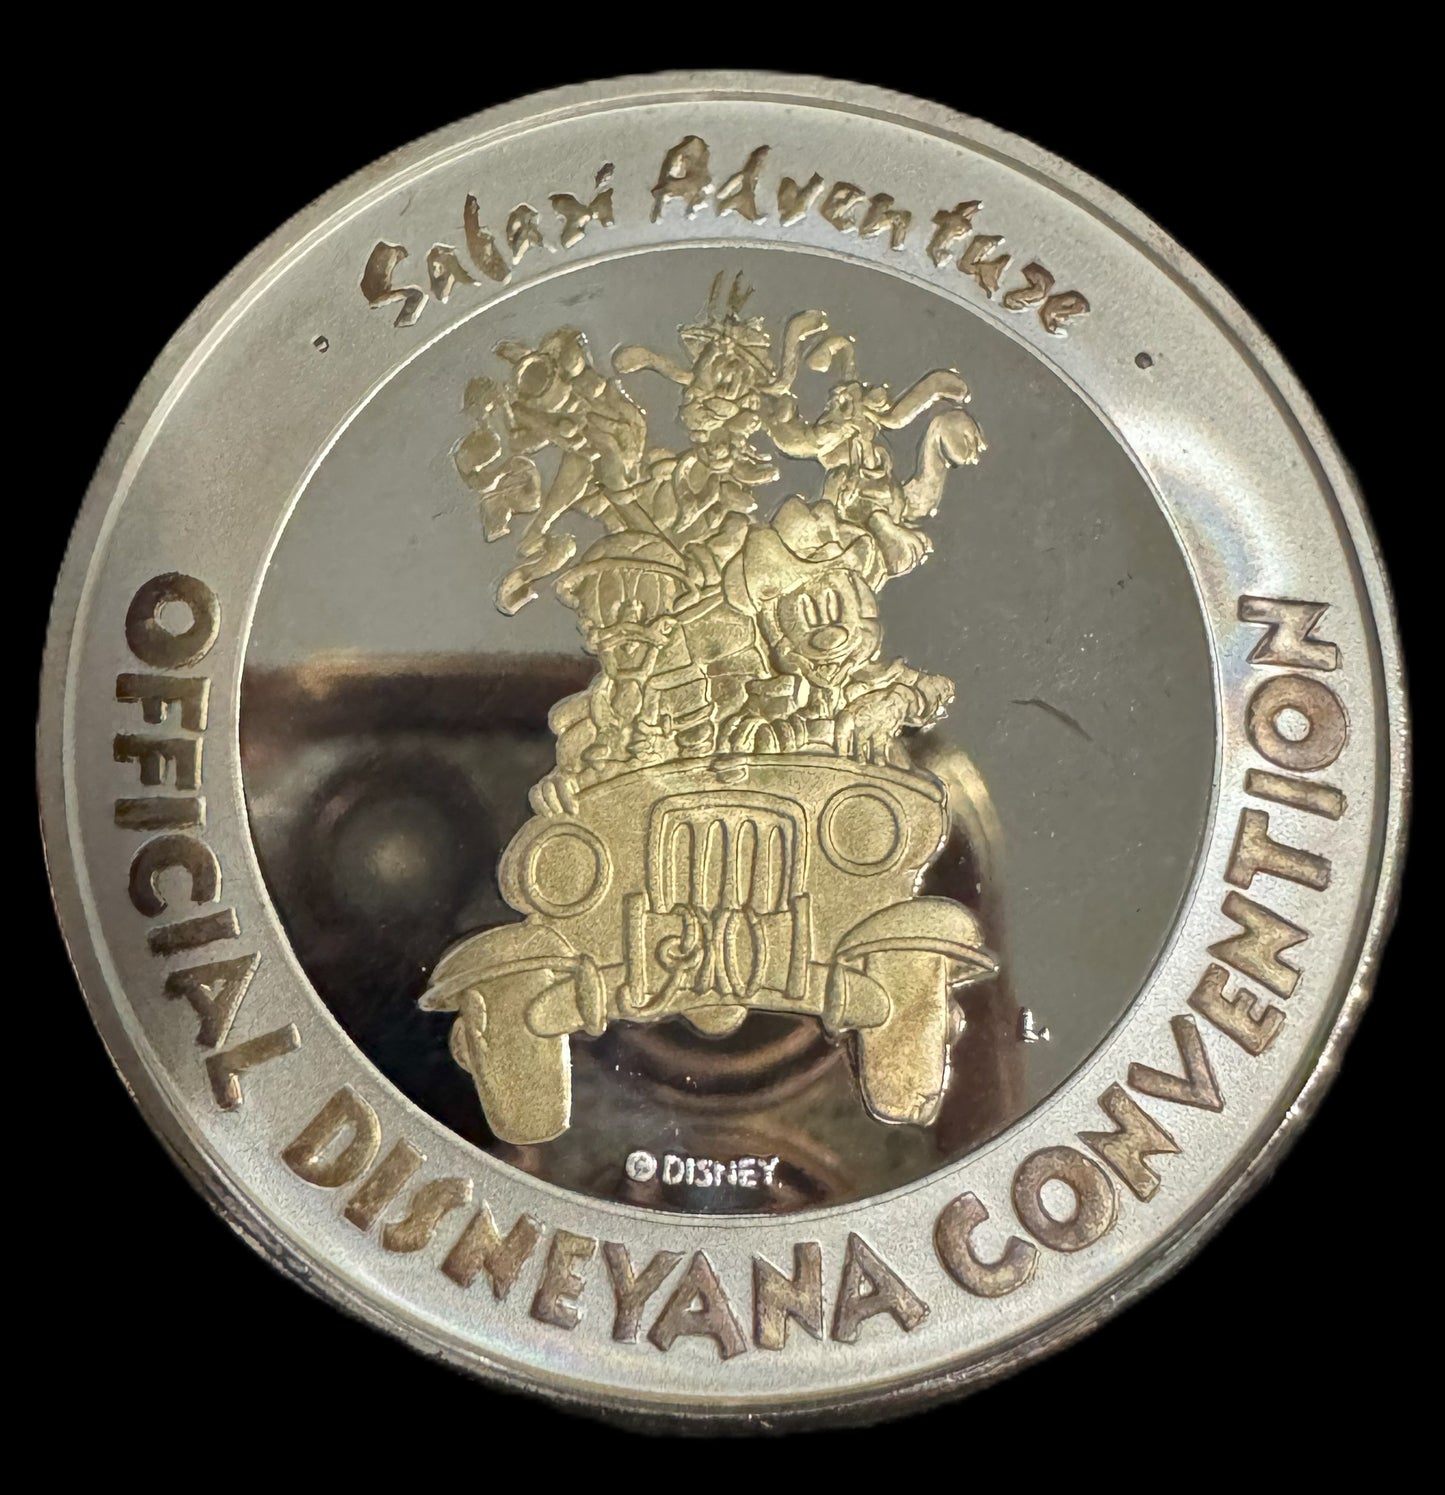 Safari Adventure
OFFICIAL DISNEYANA CONVENTION
© DISNEY